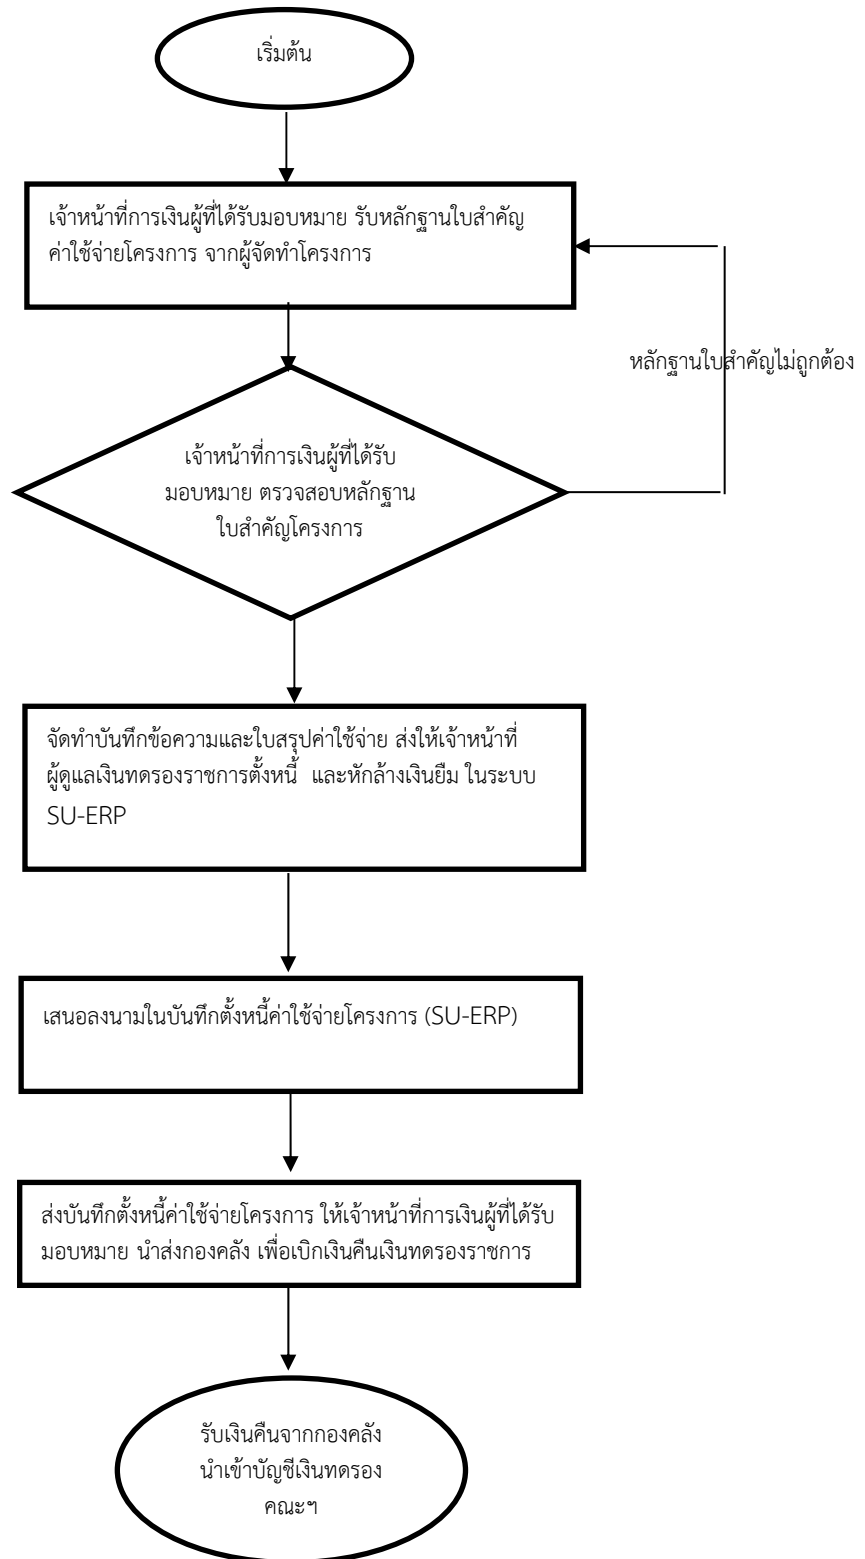 เริ่มต้น
เจ้าหน้าที่การเงินผู้ที่ได้รับมอบหมาย รับหลักฐานใบสำคัญ
ค่าใช้จ่ายโครงการ จากผู้จัดทำโครงการ
หลักฐานใบสำคัญไม่ถูกต้อง
เจ้าหน้าที่การเงินผู้ที่ได้รับ
มอบหมาย ตรวจสอบหลักฐาน
ใบสำคัญโครงการ
จัดทำบันทึกข้อความและใบสรุปค่าใช้จ่าย ส่งให้เจ้าหน้าที่
ผู้ดูแลเงินทดรองราชการตั้งหนี้ และหักล้างเงินยืม ในระบบ
SU-ERP
เสนอลงนามในบันทึกตั้งหนี้ค่าใช้จ่ายโครงการ (SU-ERP)
ส่งบันทึกตั้งหนี้ค่าใช้จ่ายโครงการ ให้เจ้าหน้าที่การเงินผู้ที่ได้รับ
มอบหมาย นำส่งกองคลัง เพื่อเบิกเงินคืนเงินทดรองราชการ
รับเงินคืนจากกองคลัง
นำเข้าบัญชีเงินทดรอง
คณะฯ